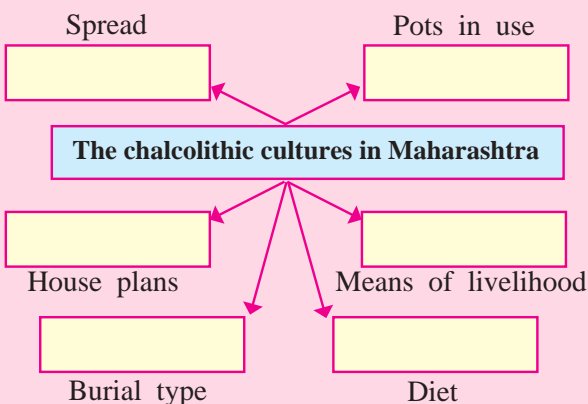 Spread
Pots in use
The chalcolithic cultures in Maharashtra
House plans
Means of livelihood
Burial type
Diet